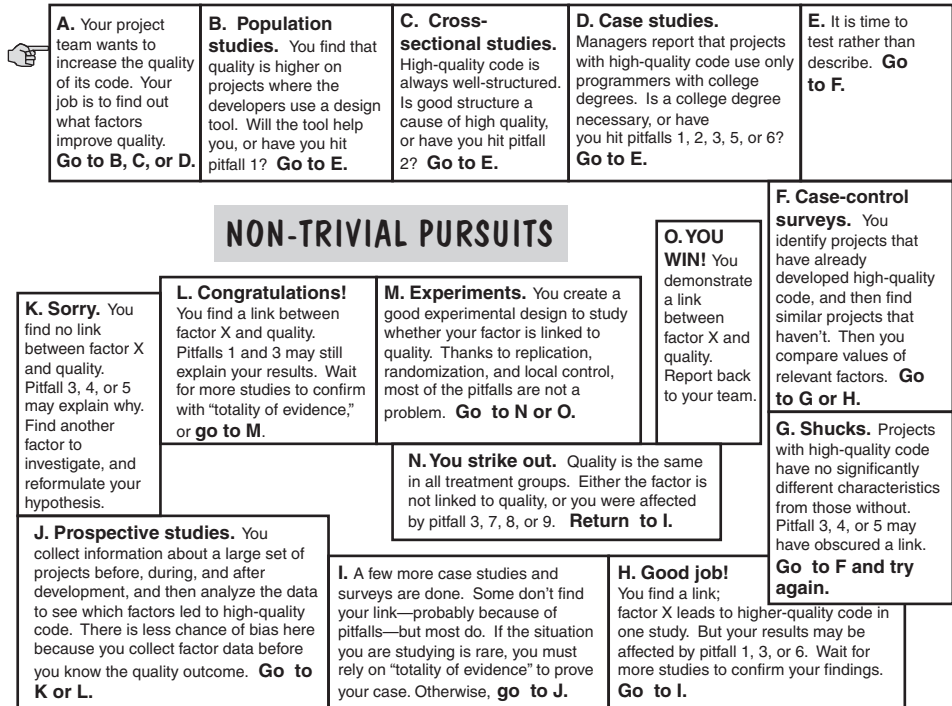 A. Your project
team wants to
increase the quality
of its code. Your
job is to find out
what factors
improve quality.
Go to B, C, or D.
B. Population
studies. You find that
quality is higher on
projects where the
developers use a design
tool. Will the tool help
you, or have you hit
pitfall 1? Go to E.
C. Cross-
sectional studies.
High-quality code is
always well-structured.
Is good structure a
cause of high quality,
or have you hit pitfall
2? Go to E.
D. Case studies.
Managers report that projects
with high-quality code use only
programmers with college
degrees. Is a college degree
necessary, or have
you hit pitfalls 1, 2, 3, 5, or 6?
Go to E.
E. It is time to
test rather than
describe. Go
to F.
F. Case-control
surveys. You
identify projects that
have already
developed high-quality
code, and then find
similar projects that
haven't. Then you
compare values of
relevant factors. Go
to G or H.
NON-TRIVIAL PURSUITS
G. Shucks. Projects
with high-quality code
have no significantly
different characteristics
from those without.
Pitfall 3, 4, or 5 may
have obscured a link.
Go to F and try
again.
H. Good job!
You find a link;
factor X leads to higher-quality code in
one study. But your results may be
affected by pitfall 1, 3, or 6. Wait for
more studies to confirm your findings.
Go to I.
I. A few more case studies and
surveys are done. Some don't find
your link—probably because of
pitfalls—but most do. If the situation
you are studying is rare, you must
rely on "totality of evidence" to prove
your case. Otherwise, go to J.
J. Prospective studies. You
collect information about a large set of
projects before, during, and after
development, and then analyze the data
to see which factors led to high-quality
code. There is less chance of bias here
because you collect factor data before
you know the quality outcome. Go to
K or L.
K. Sorry. You
find no link
between factor X
and quality.
Pitfall 3, 4, or 5
may explain why.
Find another
factor to
investigate, and
reformulate your
hypothesis.
L. Congratulations!
You find a link between
factor X and quality.
Pitfalls 1 and 3 may still
explain your results. Wait
for more studies to confirm
with "totality of evidence,"
or go to M.
M. Experiments. You create a
good experimental design to study
whether your factor is linked to
quality. Thanks to replication,
randomization, and local control,
most of the pitfalls are not a
problem. Go to N or O.
N. You strike out. Quality is the same
in all treatment groups. Either the factor is
not linked to quality, or you were affected
by pitfall 3, 7, 8, or 9. Return to I.
O. YOU
WIN! You
demonstrate
a link
between
factor X and
quality.
Report back
to your team.